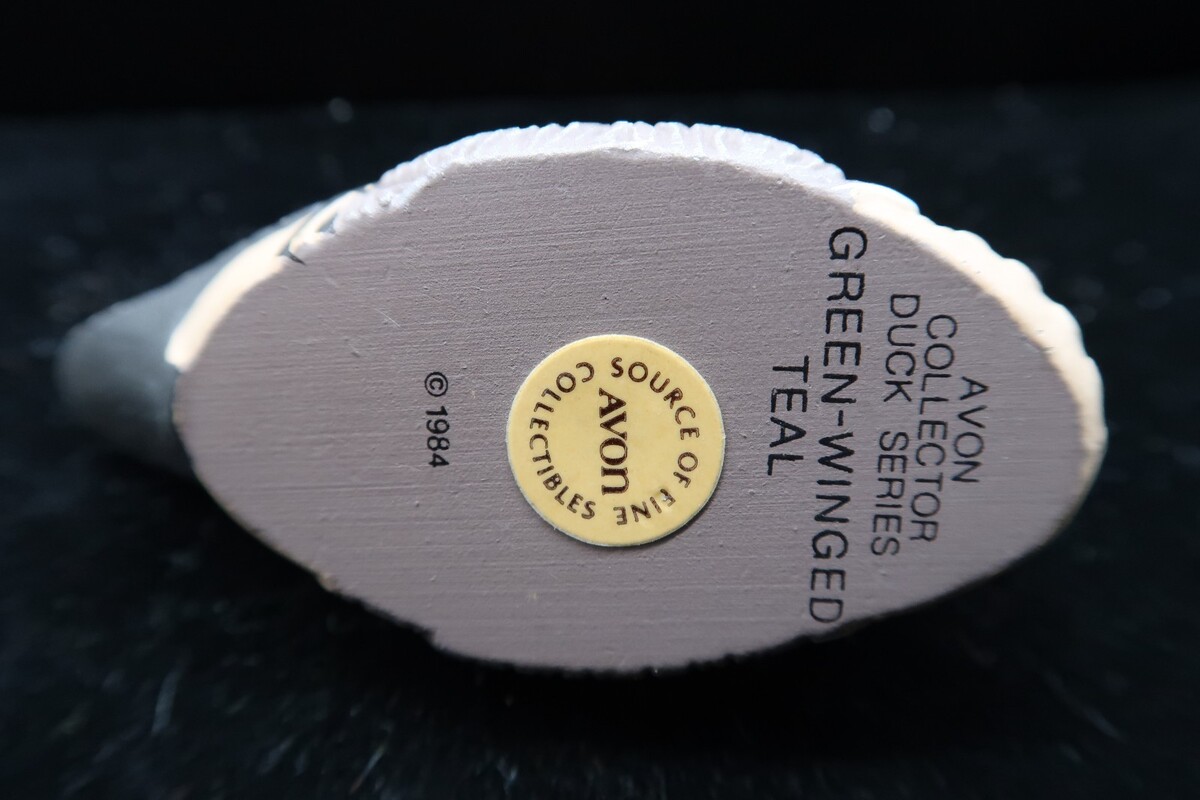 AVON
COLLECTOR
DUCK SERIES
GREEN-WINGED
TEAL
SOURCE OF FINE
AVON
COLLECTIBLES
© 1984